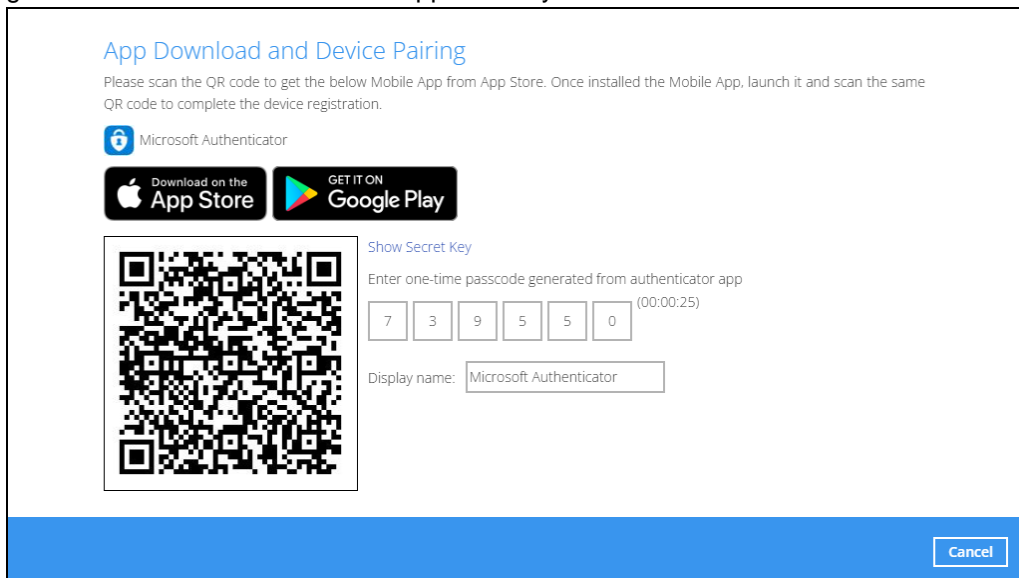 App Download and Device Pairing
Please scan the QR code to get the below Mobile App from App Store. Once installed the Mobile App, launch it and scan the same
QR code to complete the device registration.
Microsoft Authenticator
Download on the
App Store
GET IT ON
Google Play
Show Secret Key
Enter one-time passcode generated from authenticator app
7 3 9 5 5 0 (00:00:25)
Display name: Microsoft Authenticator
Cancel